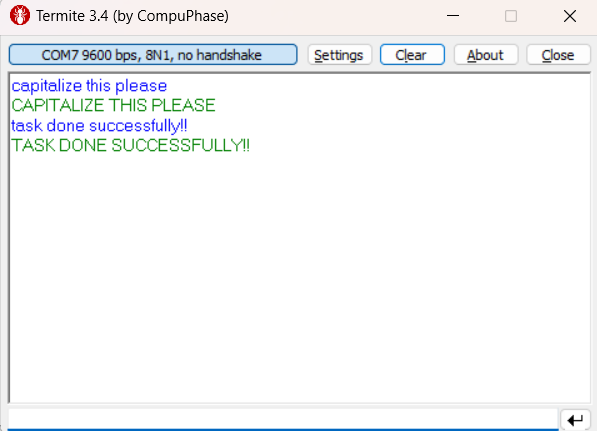 Termite 3.4 (by CompuPhase)
COM7 9600 bps, 8N1, no handshake Settings Clear About Close
capitalize this please
CAPITALIZE THIS PLEASE
task done successfully!!
TASK DONE SUCCESSFULLY!!